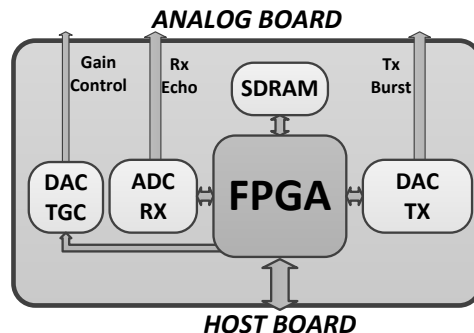 ANALOG BOARD
Gain
Control
Rx
Echo
Tx
Burst
SDRAM
DAC
TGC
ADC
RX
FPGA
DAC
TX
HOST BOARD